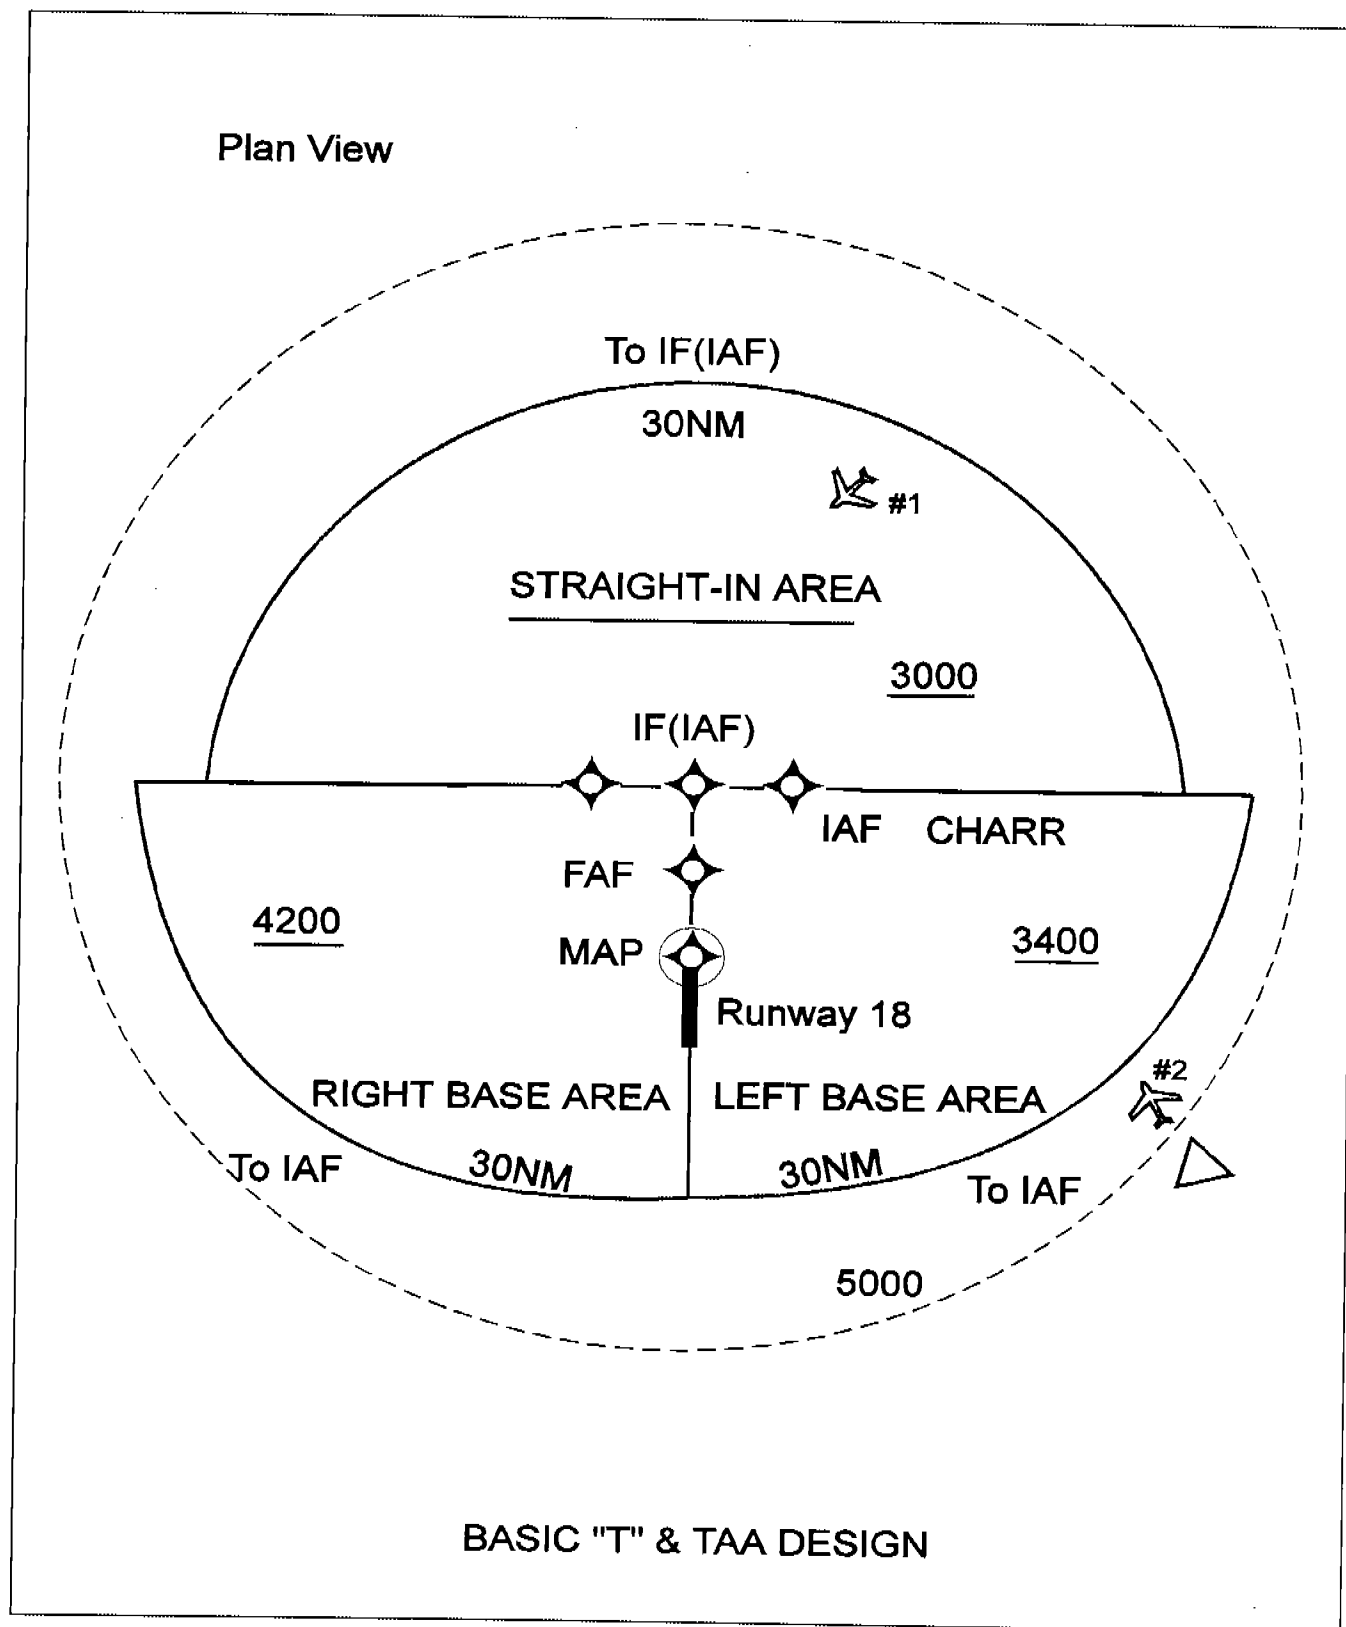 Plan View
To IF(IAF)
30NM
#1
STRAIGHT-IN AREA
3000
IF(IAF)
IAF CHARR
FAF
4200
3400
MAP
Runway 18
#2
RIGHT BASE AREA
LEFT BASE AREA
To IAF
30NM
30NM
To IAF
5000
BASIC "T" & TAA DESIGN